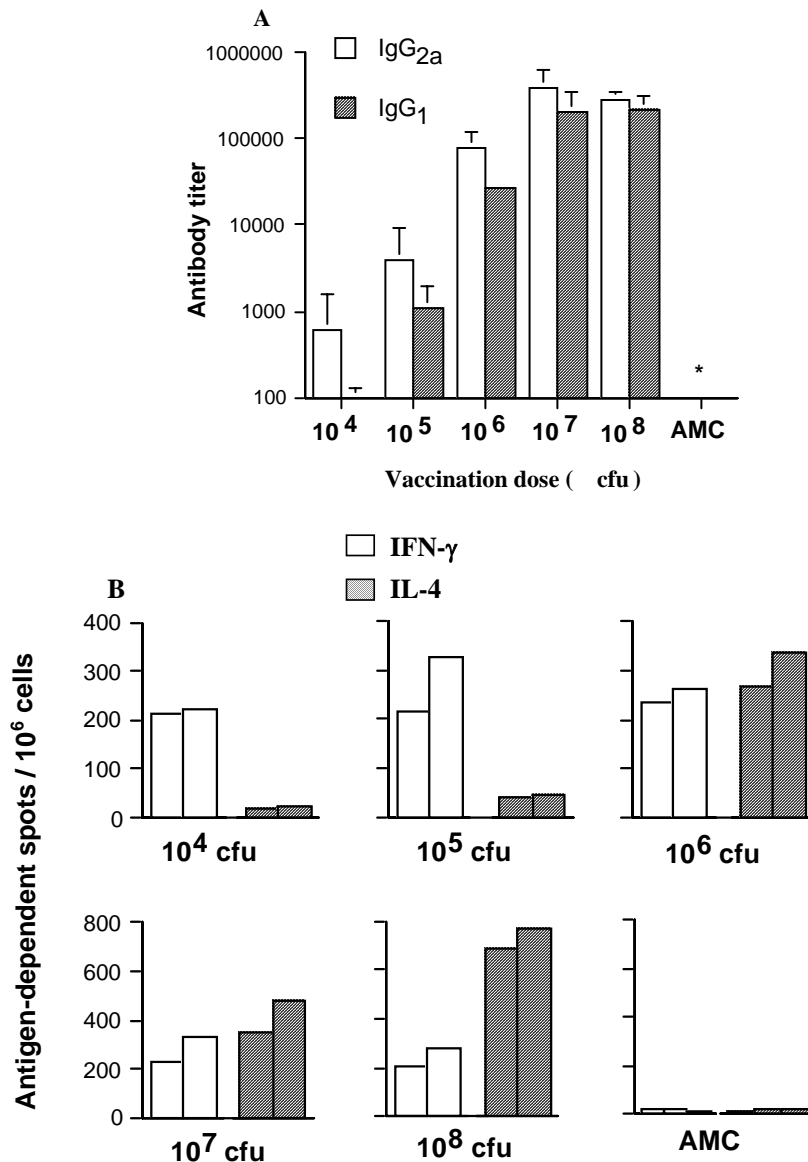 A
IgG2a
IgG1
1000000
100000
10000
1000
100
Antibody titer
10 4 10 5 10 6 10 7 10 8 AMC
*
Vaccination dose ( cfu )
IFN-γ
IL-4
B
Antigen-dependent spots / 10⁶ cells
400
300
200
100
0
10⁴ cfu 10⁵ cfu 10⁶ cfu
800
600
400
200
0
10⁷ cfu 10⁸ cfu AMC